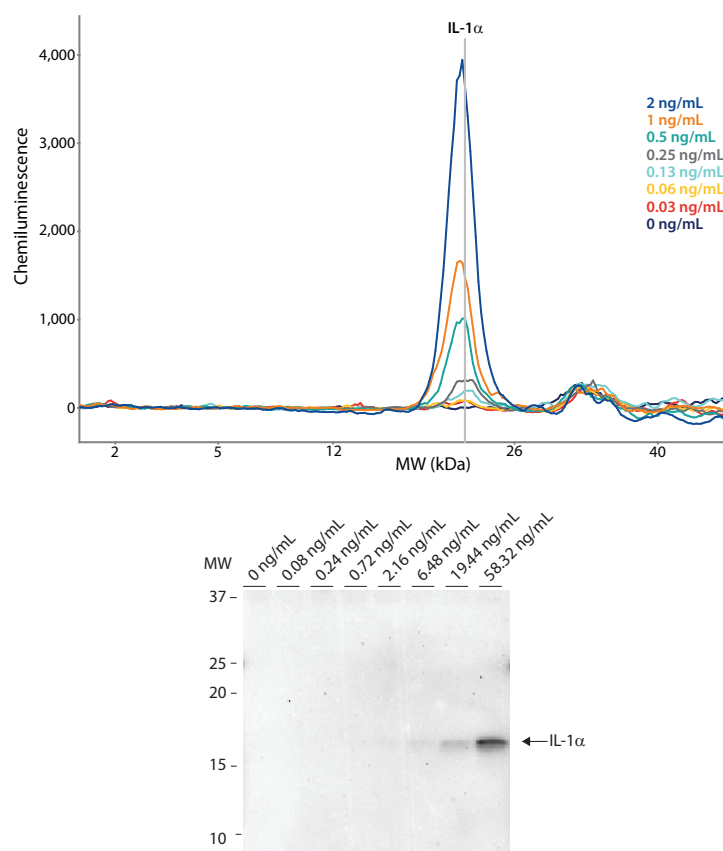 IL-1α
4,000
3,000
2,000
1,000
0
Chemiluminescence
2 ng/mL
1 ng/mL
0.5 ng/mL
0.25 ng/mL
0.13 ng/mL
0.06 ng/mL
0.03 ng/mL
0 ng/mL
2 5 12 26 40
MW (kDa)
MW
0 ng/mL
0.08 ng/mL
0.24 ng/mL
0.72 ng/mL
2.16 ng/mL
6.48 ng/mL
19.44 ng/mL
58.32 ng/mL
37 –
25 –
20 –
IL-1α
15 –
10 –